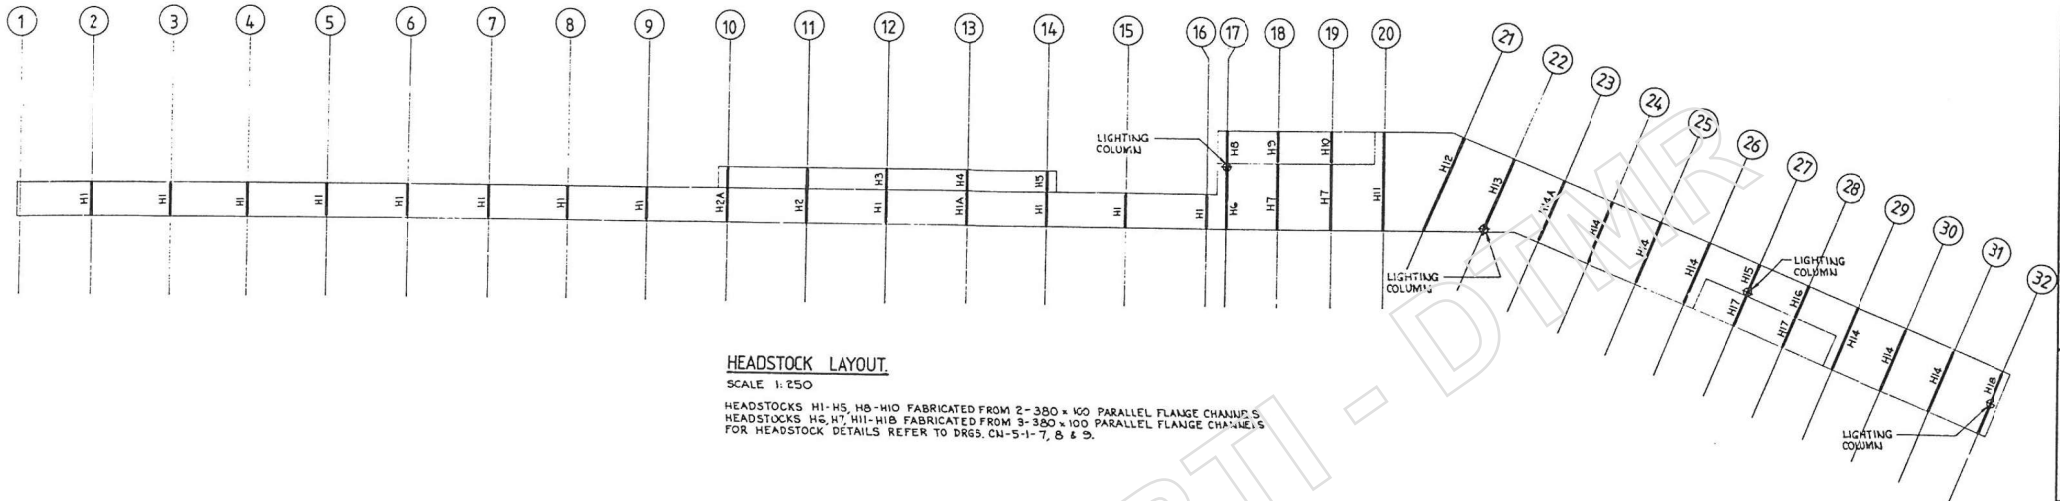 1 2 3 4 5 6 7 8 9 10 11 12 13 14 15 16 17 18 19 20 21 22 23 24 25 26 27 28 29 30 31 32
LIGHTING
COLUMN
H8 H9 H10
H3 H4 H5
H1 H1 H1 H1 H1 H1 H1 H1 H2A H2 H1 H1A H1 H1 H1 H6 H7 H7 H11 H12 H13 H14A H14 H14 H14 H15 H16
H17 H17 H14 H14 H14 H18
LIGHTING
COLUMN
LIGHTING
COLUMN
LIGHTING
COLUMN
HEADSTOCK LAYOUT.
SCALE 1:250
HEADSTOCKS H1-H5, H8-H10 FABRICATED FROM 2-380 x 100 PARALLEL FLANGE CHANNELS
HEADSTOCKS H6, H7, H11-H18 FABRICATED FROM 3-380 x 100 PARALLEL FLANGE CHANNELS
FOR HEADSTOCK DETAILS REFER TO DRGS. CN-5-1-7, 8 & 9.
RTI - DTMR